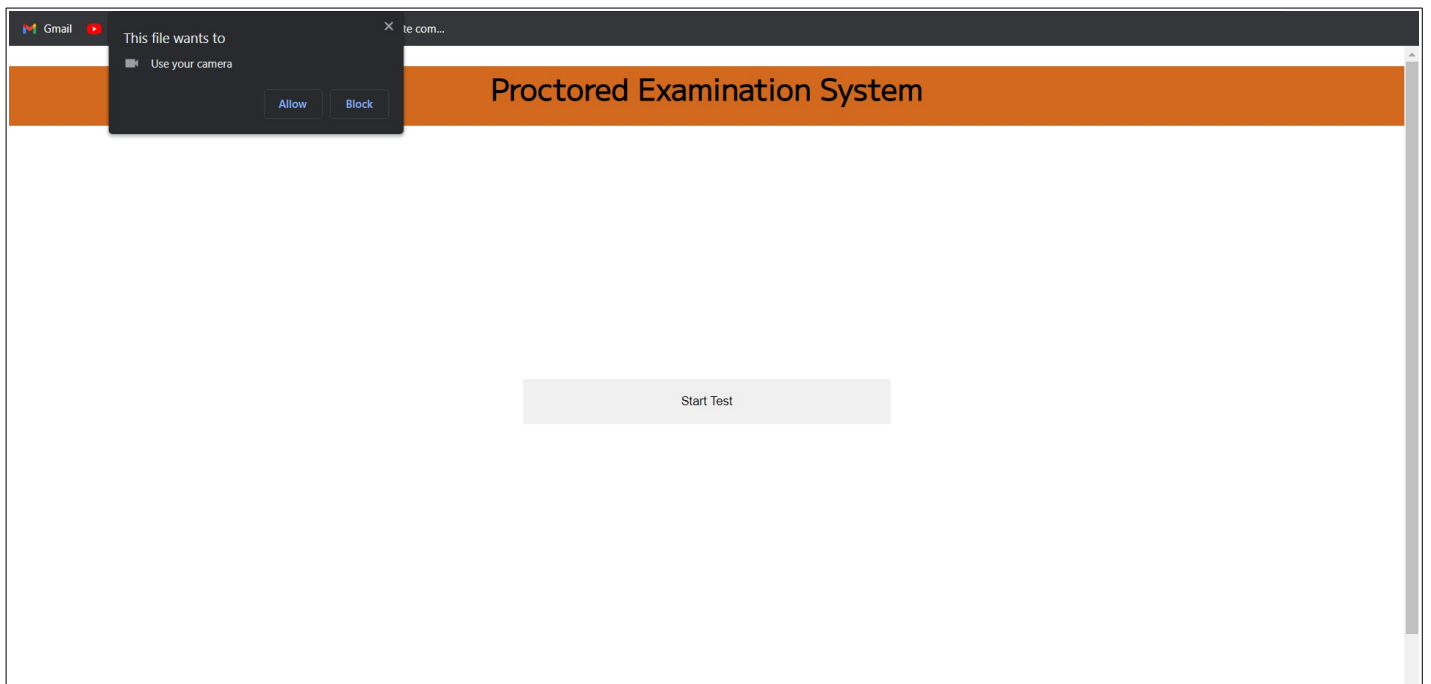 Gmail
te com...
This file wants to
Use your camera
Allow Block
Proctored Examination System
Start Test